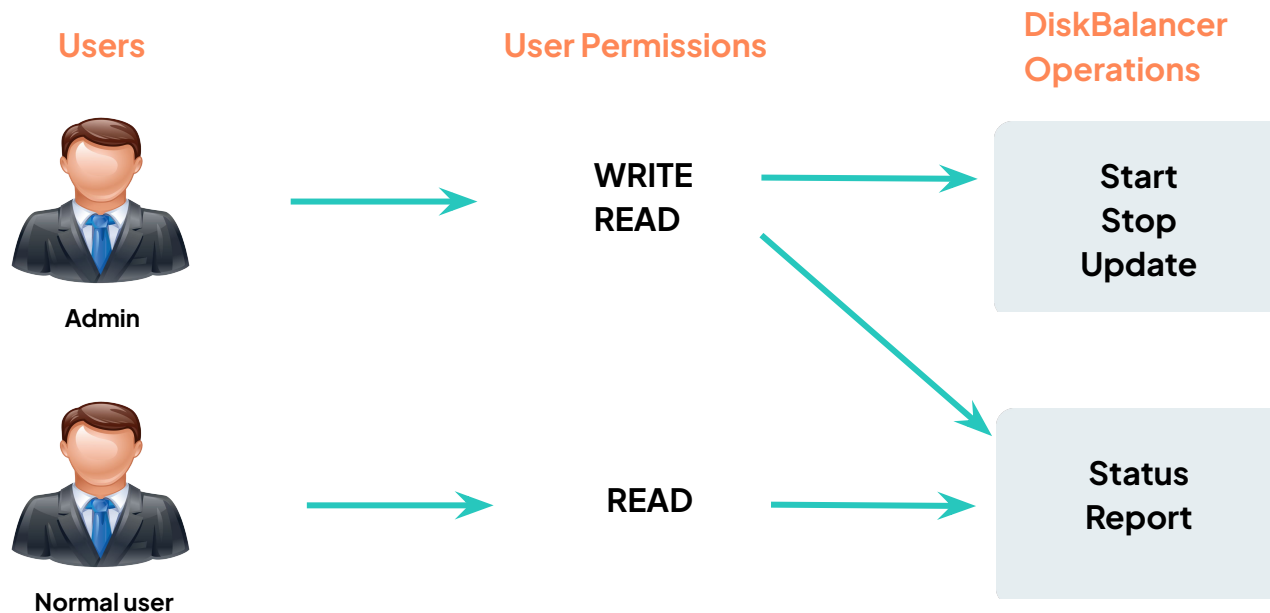 Users
User Permissions
DiskBalancer
Operations
WRITE
READ
Start
Stop
Update
Admin
READ
Status
Report
Normal user